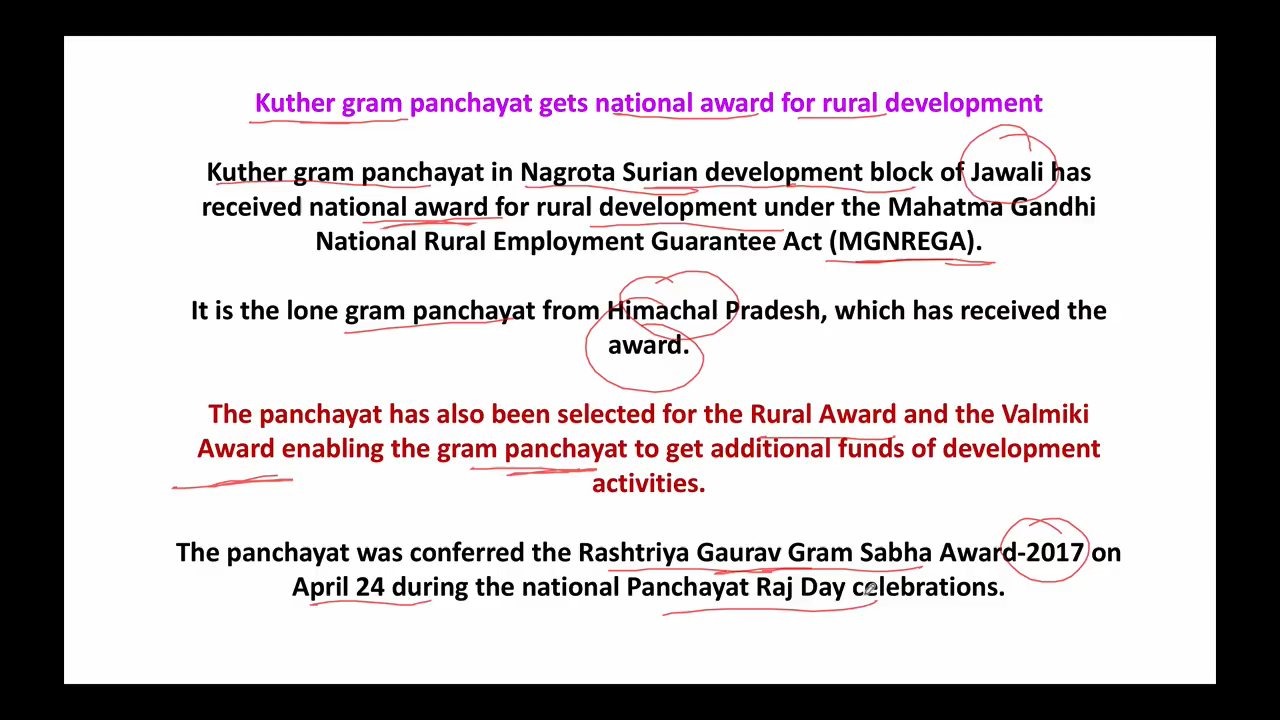 Kuther gram panchayat gets national award for rural development
Kuther gram panchayat in Nagrota Surian development block of Jawali has
received national award for rural development under the Mahatma Gandhi
National Rural Employment Guarantee Act (MGNREGA).
It is the lone gram panchayat from Himachal Pradesh, which has received the
award.
The panchayat has also been selected for the Rural Award and the Valmiki
Award enabling the gram panchayat to get additional funds of development
activities.
The panchayat was conferred the Rashtriya Gaurav Gram Sabha Award-2017 on
April 24 during the national Panchayat Raj Day celebrations.